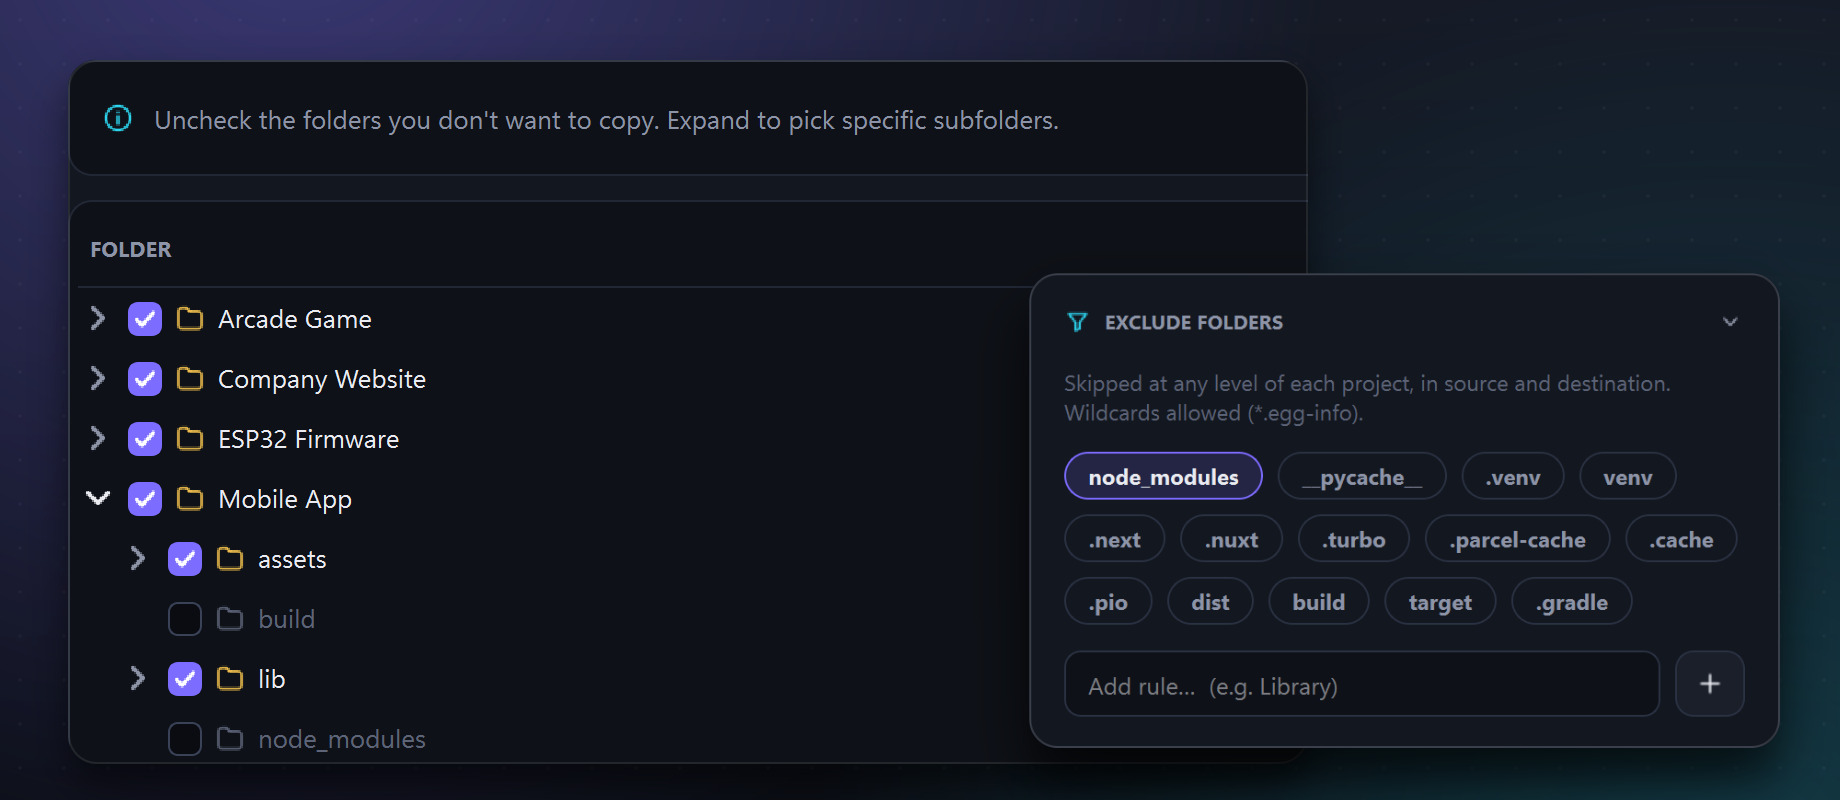 Uncheck the folders you don't want to copy. Expand to pick specific subfolders.
FOLDER
Arcade Game
Company Website
ESP32 Firmware
Mobile App
assets
build
lib
node_modules
EXCLUDE FOLDERS
Skipped at any level of each project, in source and destination.
Wildcards allowed (*.egg-info).
node_modules __pycache__ .venv venv
.next .nuxt .turbo .parcel-cache .cache
.pio dist build target .gradle
Add rule... (e.g. Library) +